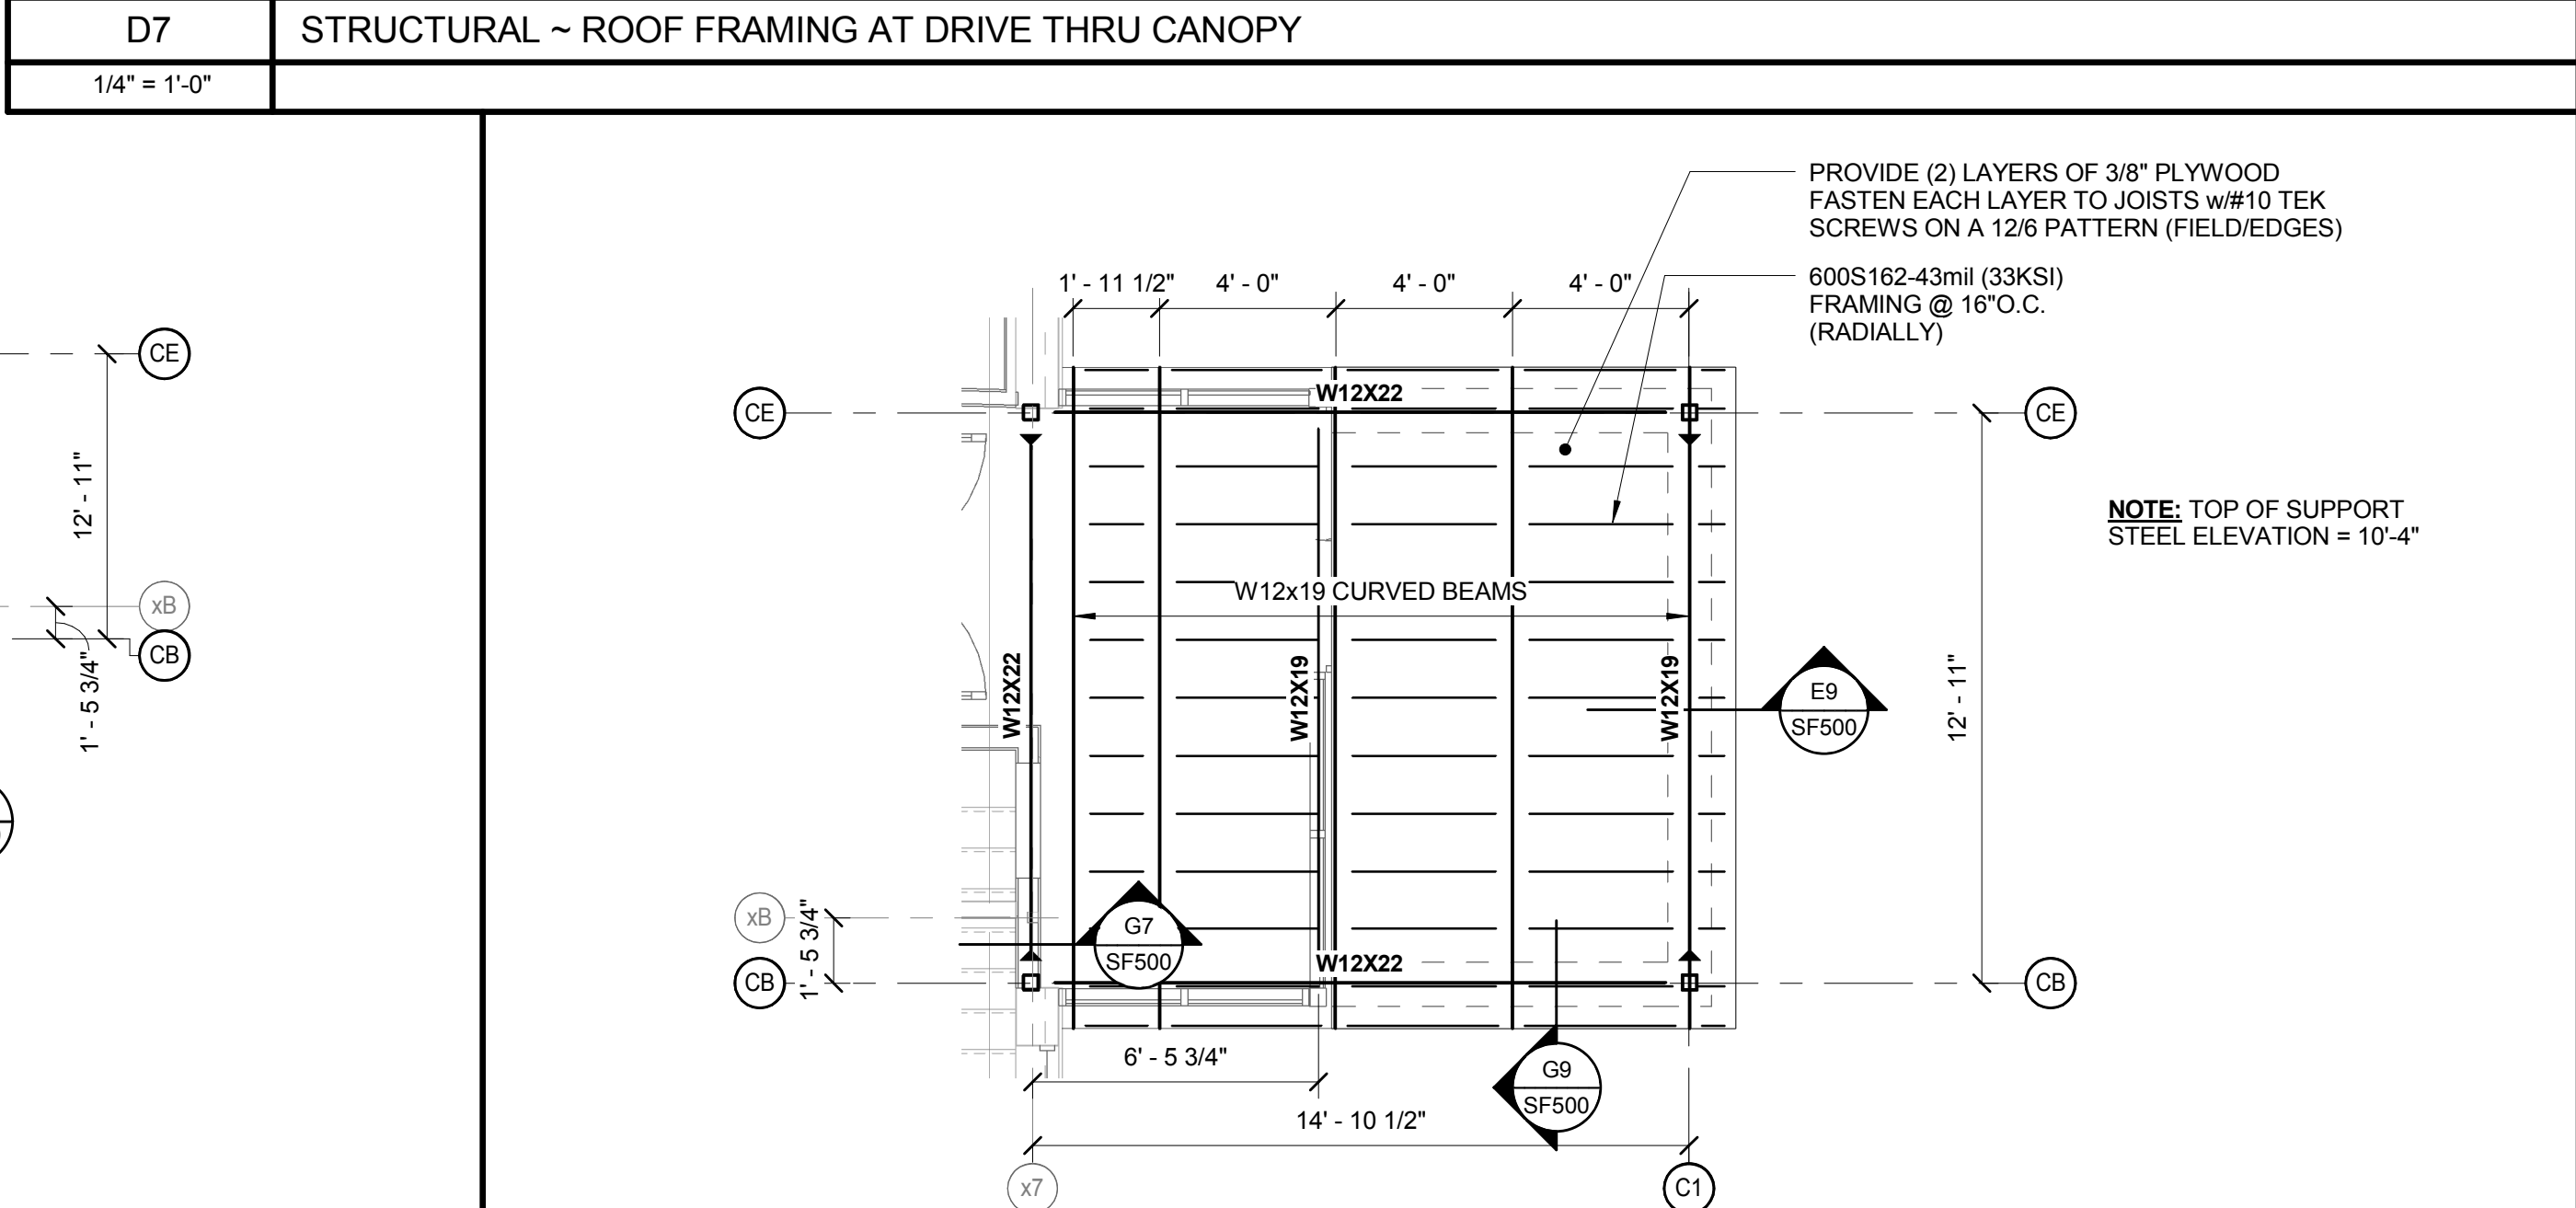 D7
STRUCTURAL ~ ROOF FRAMING AT DRIVE THRU CANOPY
1/4" = 1'-0"
PROVIDE (2) LAYERS OF 3/8" PLYWOOD
FASTEN EACH LAYER TO JOISTS w/#10 TEK
SCREWS ON A 12/6 PATTERN (FIELD/EDGES)
600S162-43mil (33KSI)
FRAMING @ 16"O.C.
(RADIALLY)
1' - 11 1/2"
4' - 0"
4' - 0"
4' - 0"
CE
12' - 11"
xB
CB
1' - 5 3/4"
CE
W12X22
CE
NOTE: TOP OF SUPPORT
STEEL ELEVATION = 10'-4"
W12x19 CURVED BEAMS
W12X22
W12X19
W12X19
E9
SF500
12' - 11"
xB
1' - 5 3/4"
CB
G7
SF500
W12X22
CB
6' - 5 3/4"
G9
SF500
14' - 10 1/2"
x7
C1